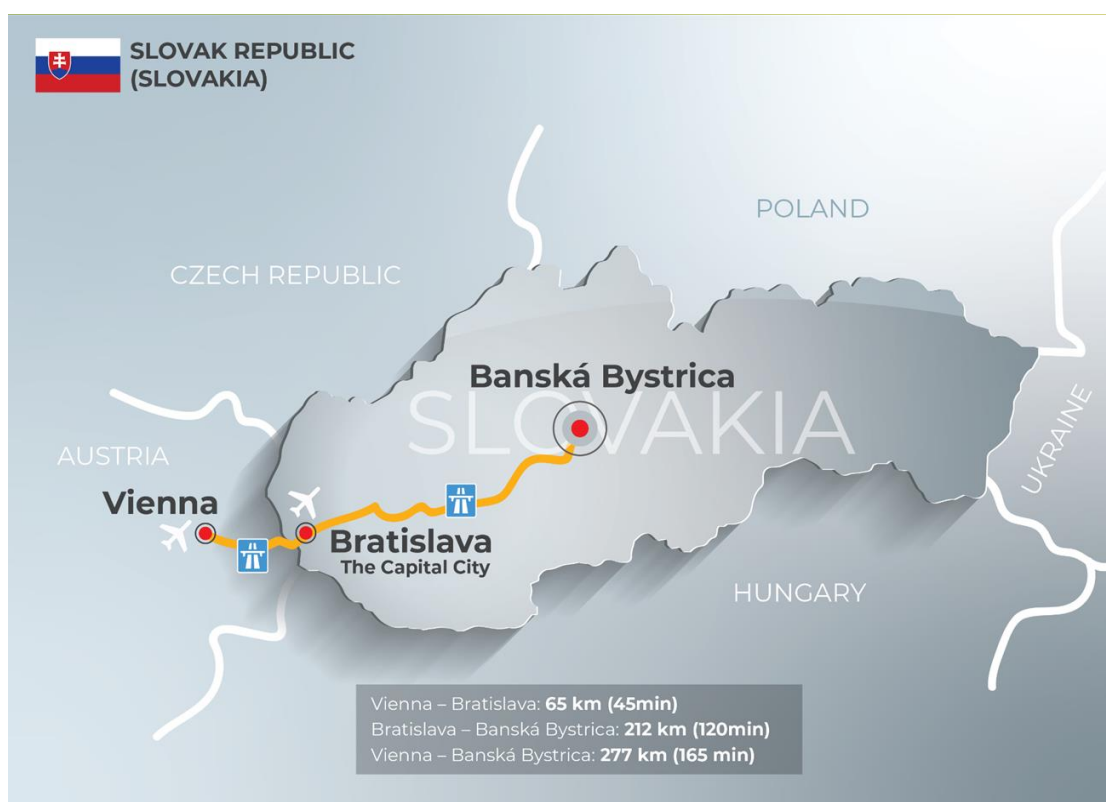 SLOVAK REPUBLIC
(SLOVAKIA)
POLAND
CZECH REPUBLIC
Banská Bystrica
SLOVAKIA
UKRAINE
AUSTRIA
Vienna
Bratislava
The Capital City
HUNGARY
Vienna – Bratislava: 65 km (45min)
Bratislava – Banská Bystrica: 212 km (120min)
Vienna – Banská Bystrica: 277 km (165 min)